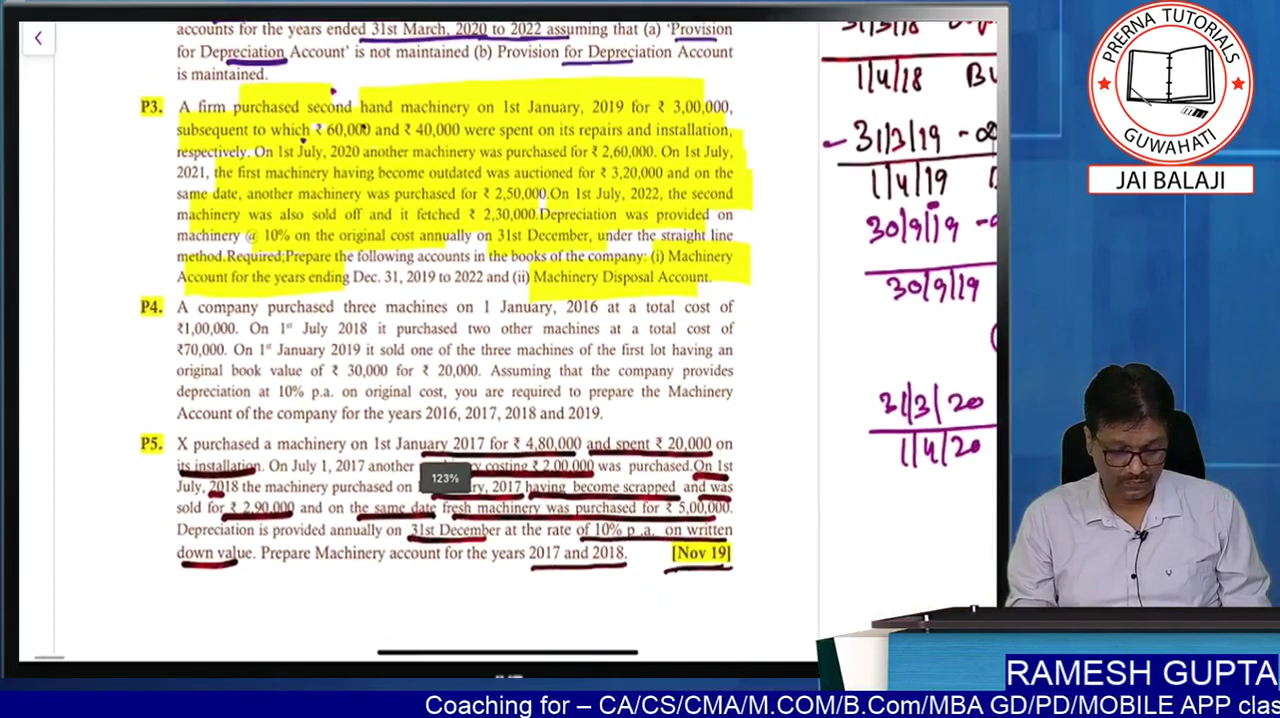 accounts for the years ended 31st March, 2020 to 2022 assuming that (a) 'Provision
for Depreciation Account' is not maintained (b) Provision for Depreciation Account
is maintained.
P3. A firm purchased second hand machinery on 1st January, 2019 for ₹ 3,00,000,
subsequent to which ₹ 60,000 and ₹ 40,000 were spent on its repairs and installation,
respectively. On 1st July, 2020 another machinery was purchased for ₹ 2,60,000. On 1st July,
2021, the first machinery having become outdated was auctioned for ₹ 3,20,000 and on the
same date, another machinery was purchased for ₹ 2,50,000.On 1st July, 2022, the second
machinery was also sold off and it fetched ₹ 2,30,000.Depreciation was provided on
machinery @ 10% on the original cost annually on 31st December, under the straight line
method.Required:Prepare the following accounts in the books of the company: (i) Machinery
Account for the years ending Dec. 31, 2019 to 2022 and (ii) Machinery Disposal Account.
P4. A company purchased three machines on 1 January, 2016 at a total cost of
₹1,00,000. On 1st July 2018 it purchased two other machines at a total cost of
₹70,000. On 1st January 2019 it sold one of the three machines of the first lot having an
original book value of ₹ 30,000 for ₹ 20,000. Assuming that the company provides
depreciation at 10% p.a. on original cost, you are required to prepare the Machinery
Account of the company for the years 2016, 2017, 2018 and 2019.
P5. X purchased a machinery on 1st January 2017 for ₹ 4,80,000 and spent ₹ 20,000 on
its installation. On July 1, 2017 another costing ₹ 2,00,000 was purchased.On 1st
123%
July, 2018 the machinery purchased on 2017 having become scrapped and was
sold for ₹ 2,90,000 and on the same date fresh machinery was purchased for ₹ 5,00,000.
Depreciation is provided annually on 31st December at the rate of 10% p.a. on written
down value. Prepare Machinery account for the years 2017 and 2018. [Nov 19]
31/3/18
1/4/18
31/3/19
1/4/19
30/9/19
30/9/19
31/3/20
1/4/20
PRERNA TUTORIALS
GUWAHATI
JAI BALAJI
RAMESH GUPTA
Coaching for – CA/CS/CMA/M.COM/B.Com/MBA GD/PD/MOBILE APP clas